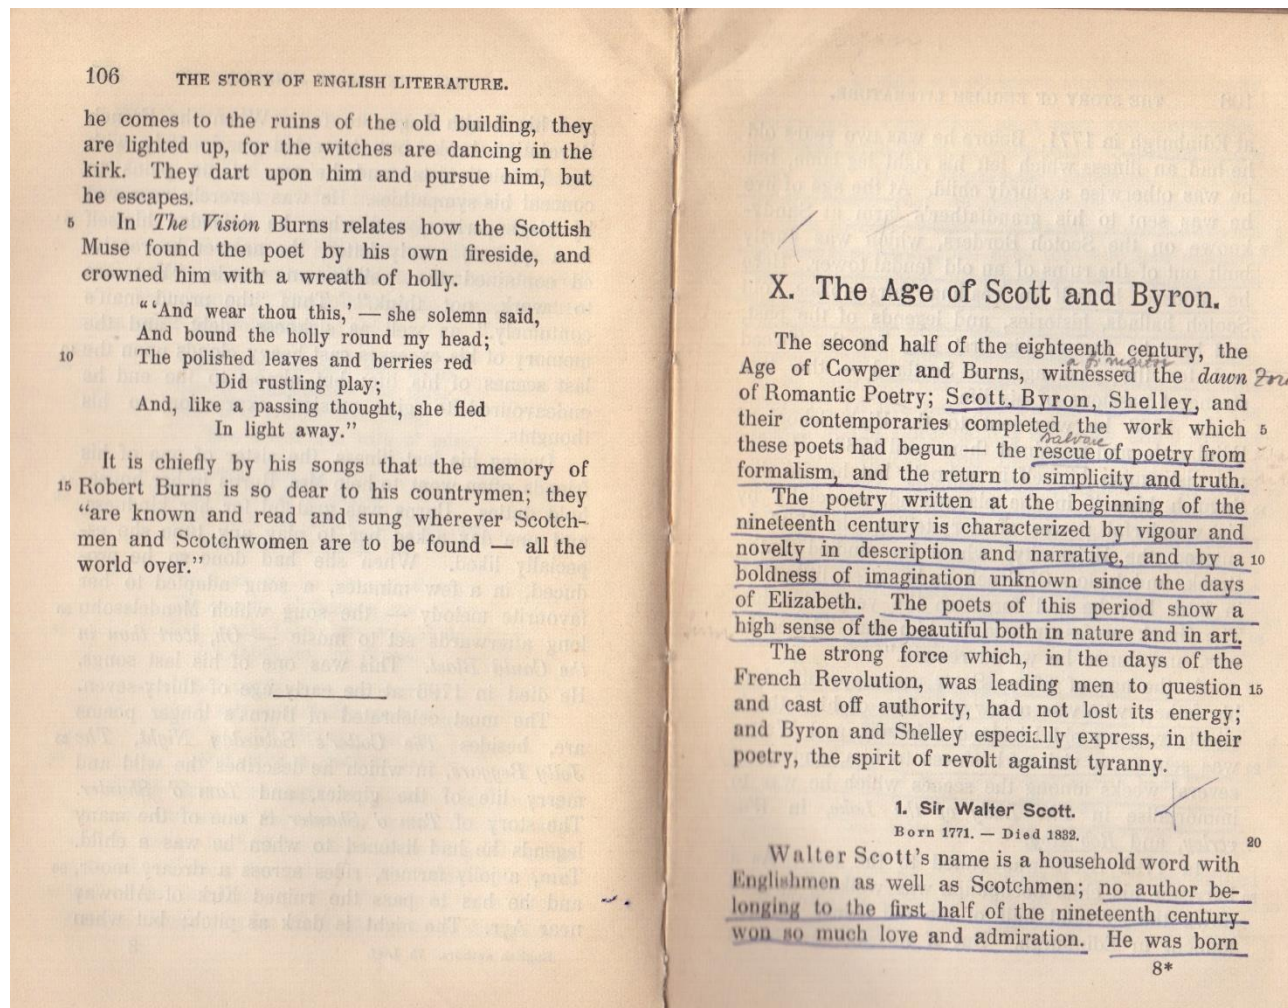 106 THE STORY OF ENGLISH LITERATURE.
he comes to the ruins of the old building, they
are lighted up, for the witches are dancing in the
kirk. They dart upon him and pursue him, but
he escapes.
5 In The Vision Burns relates how the Scottish
Muse found the poet by his own fireside, and
crowned him with a wreath of holly.
“‘And wear thou this,’ — she solemn said,
And bound the holly round my head;
10 The polished leaves and berries red
Did rustling play;
And, like a passing thought, she fled
In light away.”
It is chiefly by his songs that the memory of
15 Robert Burns is so dear to his countrymen; they
“are known and read and sung wherever Scotch-
men and Scotchwomen are to be found — all the
world over.”
X. The Age of Scott and Byron.
The second half of the eighteenth century, the
Age of Cowper and Burns, witnessed the dawn
of Romantic Poetry; Scott, Byron, Shelley, and
their contemporaries completed the work which 5
salvare
these poets had begun — the rescue of poetry from
formalism, and the return to simplicity and truth.
The poetry written at the beginning of the
nineteenth century is characterized by vigour and
novelty in description and narrative, and by a 10
boldness of imagination unknown since the days
of Elizabeth. The poets of this period show a
high sense of the beautiful both in nature and in art.
The strong force which, in the days of the
French Revolution, was leading men to question 15
and cast off authority, had not lost its energy;
and Byron and Shelley especially express, in their
poetry, the spirit of revolt against tyranny.
1. Sir Walter Scott.
Born 1771. — Died 1832. 20
Walter Scott’s name is a household word with
Englishmen as well as Scotchmen; no author be-
longing to the first half of the nineteenth century
won so much love and admiration. He was born
8*